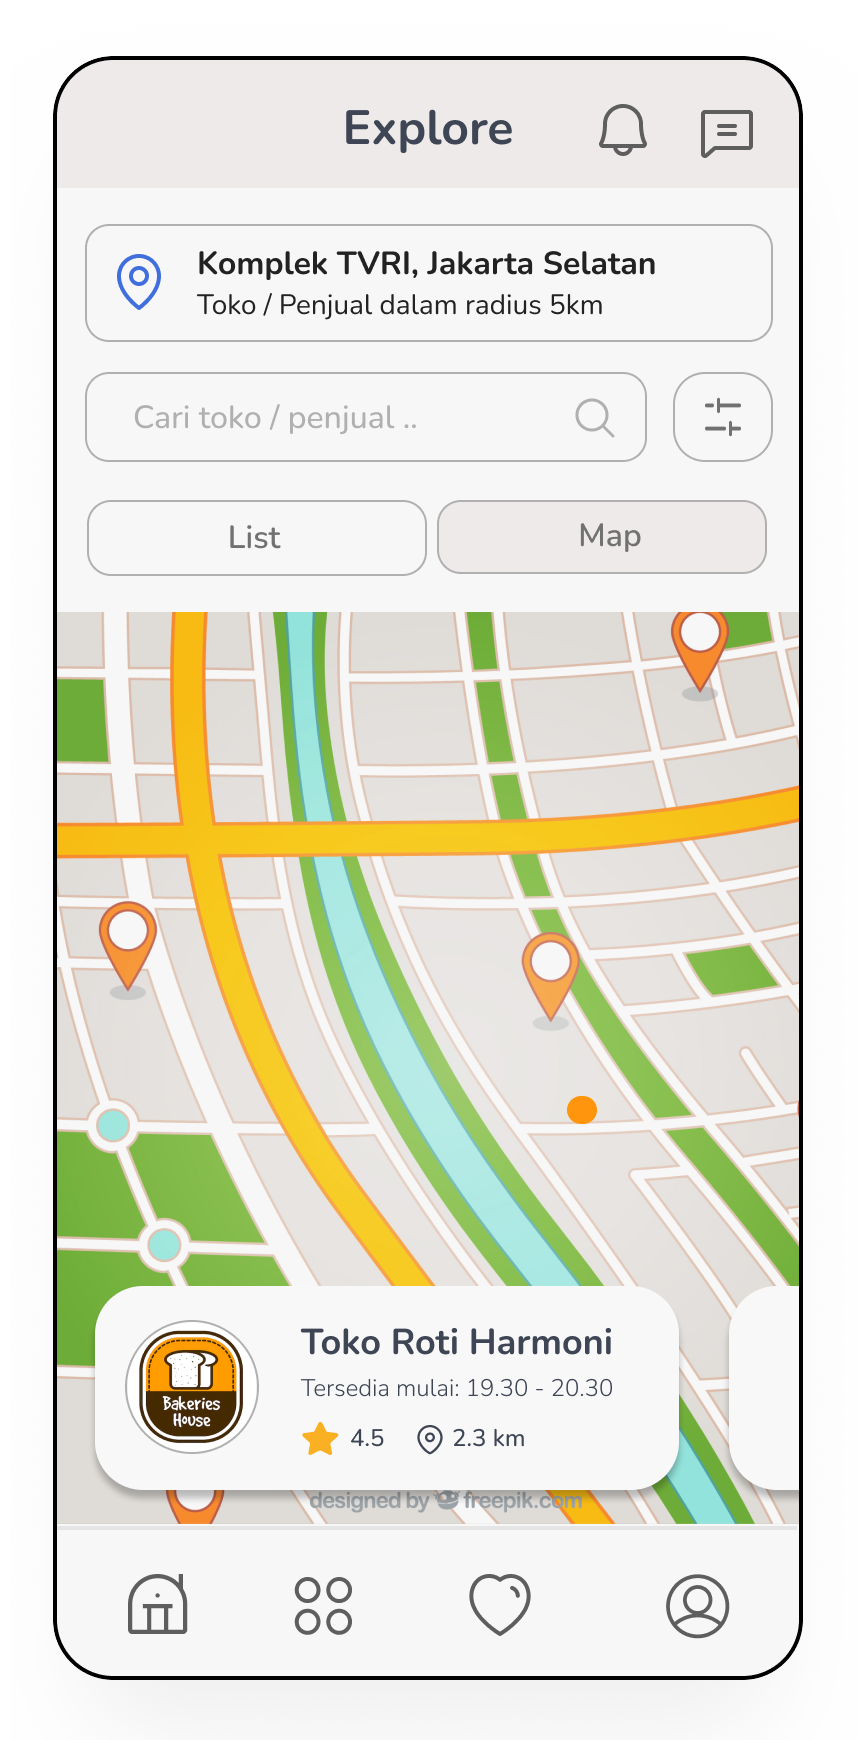 Explore
Komplek TVRI, Jakarta Selatan
Toko / Penjual dalam radius 5km
Cari toko / penjual ..
List
Map
Toko Roti Harmoni
Tersedia mulai: 19.30 - 20.30
Bakeries
House
4.5
2.3 km
designed by freepik.com